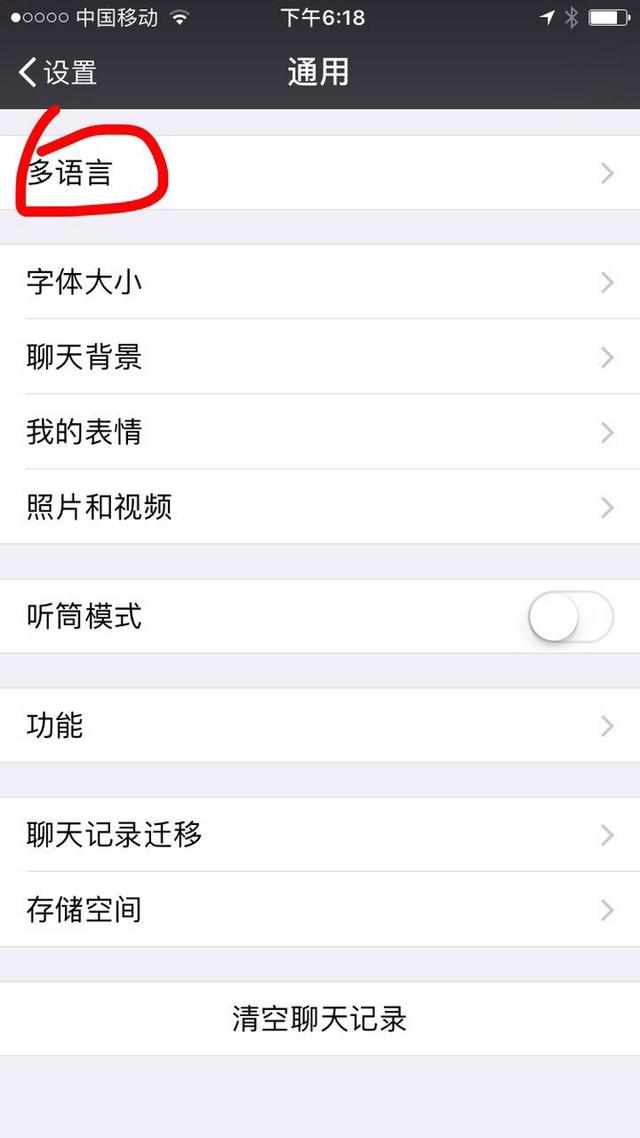 中国移动 下午6:18
设置 通用
多语言
字体大小
聊天背景
我的表情
照片和视频
听筒模式
功能
聊天记录迁移
存储空间
清空聊天记录